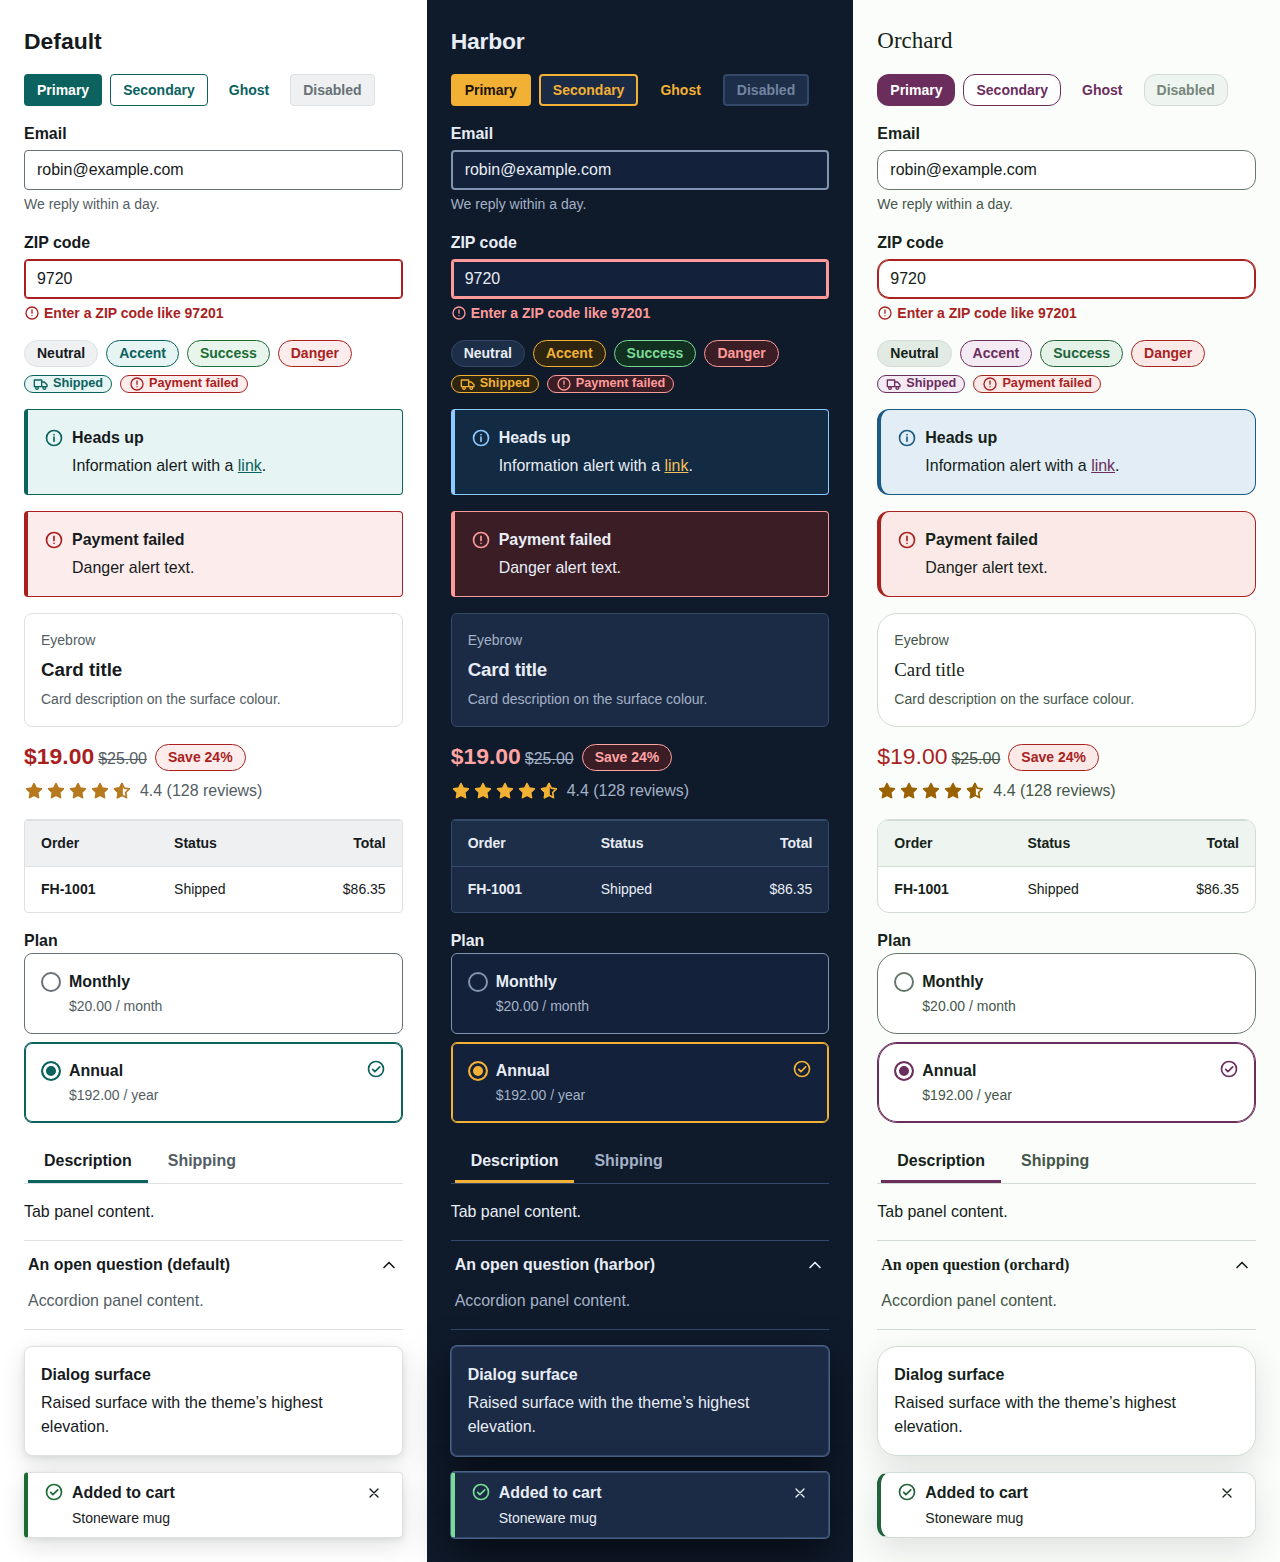 Default
Primary Secondary Ghost Disabled
Email
robin@example.com
We reply within a day.
ZIP code
9720
Enter a ZIP code like 97201
Neutral Accent Success Danger
Shipped Payment failed
Heads up
Information alert with a link.
Payment failed
Danger alert text.
Eyebrow
Card title
Card description on the surface colour.
$19.00 $25.00 Save 24%
4.4 (128 reviews)
Order Status Total
FH-1001 Shipped $86.35
Plan
Monthly
$20.00 / month
Annual
$192.00 / year
Description Shipping
Tab panel content.
An open question (default)
Accordion panel content.
Dialog surface
Raised surface with the theme’s highest
elevation.
Added to cart
Stoneware mug
Harbor
Primary Secondary Ghost Disabled
Email
robin@example.com
We reply within a day.
ZIP code
9720
Enter a ZIP code like 97201
Neutral Accent Success Danger
Shipped Payment failed
Heads up
Information alert with a link.
Payment failed
Danger alert text.
Eyebrow
Card title
Card description on the surface colour.
$19.00 $25.00 Save 24%
4.4 (128 reviews)
Order Status Total
FH-1001 Shipped $86.35
Plan
Monthly
$20.00 / month
Annual
$192.00 / year
Description Shipping
Tab panel content.
An open question (harbor)
Accordion panel content.
Dialog surface
Raised surface with the theme’s highest
elevation.
Added to cart
Stoneware mug
Orchard
Primary Secondary Ghost Disabled
Email
robin@example.com
We reply within a day.
ZIP code
9720
Enter a ZIP code like 97201
Neutral Accent Success Danger
Shipped Payment failed
Heads up
Information alert with a link.
Payment failed
Danger alert text.
Eyebrow
Card title
Card description on the surface colour.
$19.00 $25.00 Save 24%
4.4 (128 reviews)
Order Status Total
FH-1001 Shipped $86.35
Plan
Monthly
$20.00 / month
Annual
$192.00 / year
Description Shipping
Tab panel content.
An open question (orchard)
Accordion panel content.
Dialog surface
Raised surface with the theme’s highest
elevation.
Added to cart
Stoneware mug